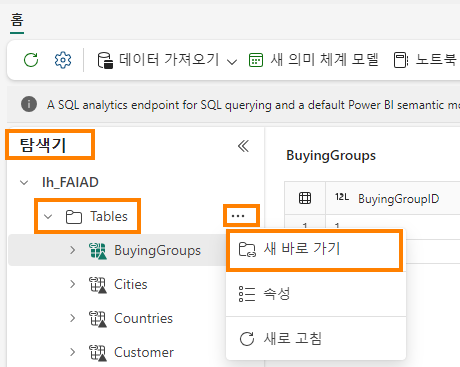 홈
데이터 가져오기 새 의미 체계 모델 노트북
A SQL analytics endpoint for SQL querying and a default Power BI semantic mo
탐색기
BuyingGroups
lh_FAIAD
12L BuyingGroupID
Tables ...
1 1
BuyingGroups
새 바로 가기
Cities
속성
Countries
새로 고침
Customer